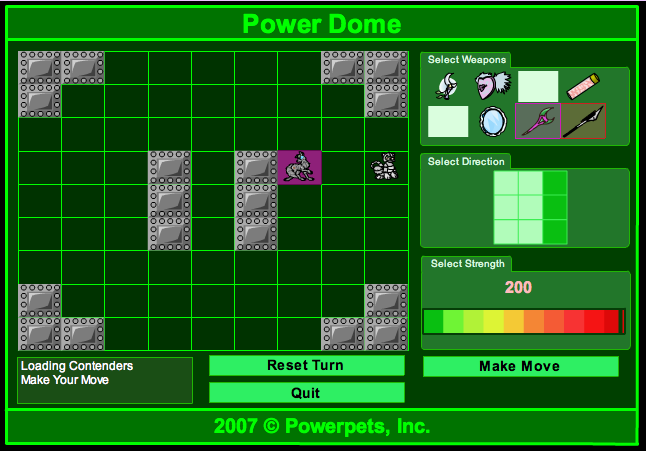 Power Dome
Select Weapons
Select Direction
Select Strength
200
Loading Contenders
Make Your Move
Reset Turn
Quit
Make Move
2007 © Powerpets, Inc.